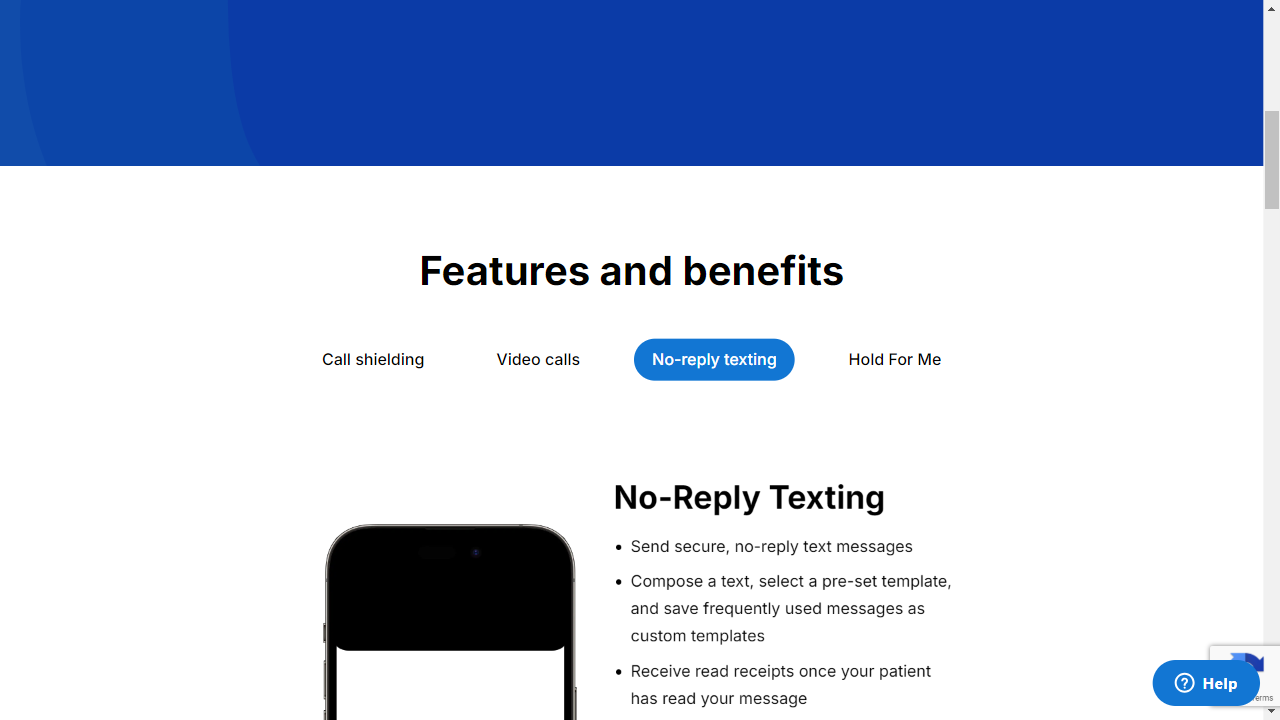 Features and benefits
Call shielding
Video calls
No-reply texting
Hold For Me
No-Reply Texting
Send secure, no-reply text messages
Compose a text, select a pre-set template,
and save frequently used messages as
custom templates
Receive read receipts once your patient
has read your message
Help